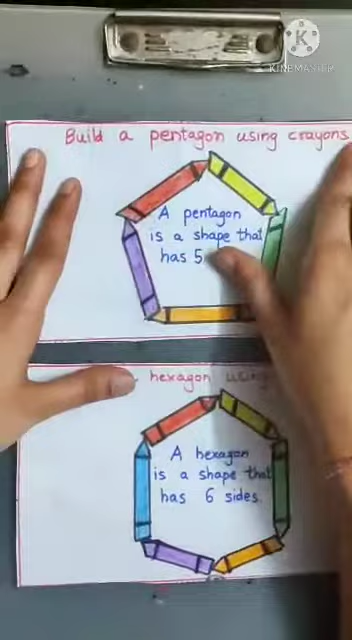 KINEMASTER
Build a pentagon using crayons
A pentagon
is a shape that
has 5
hexagon using
A hexagon
is a shape that
has 6 sides.